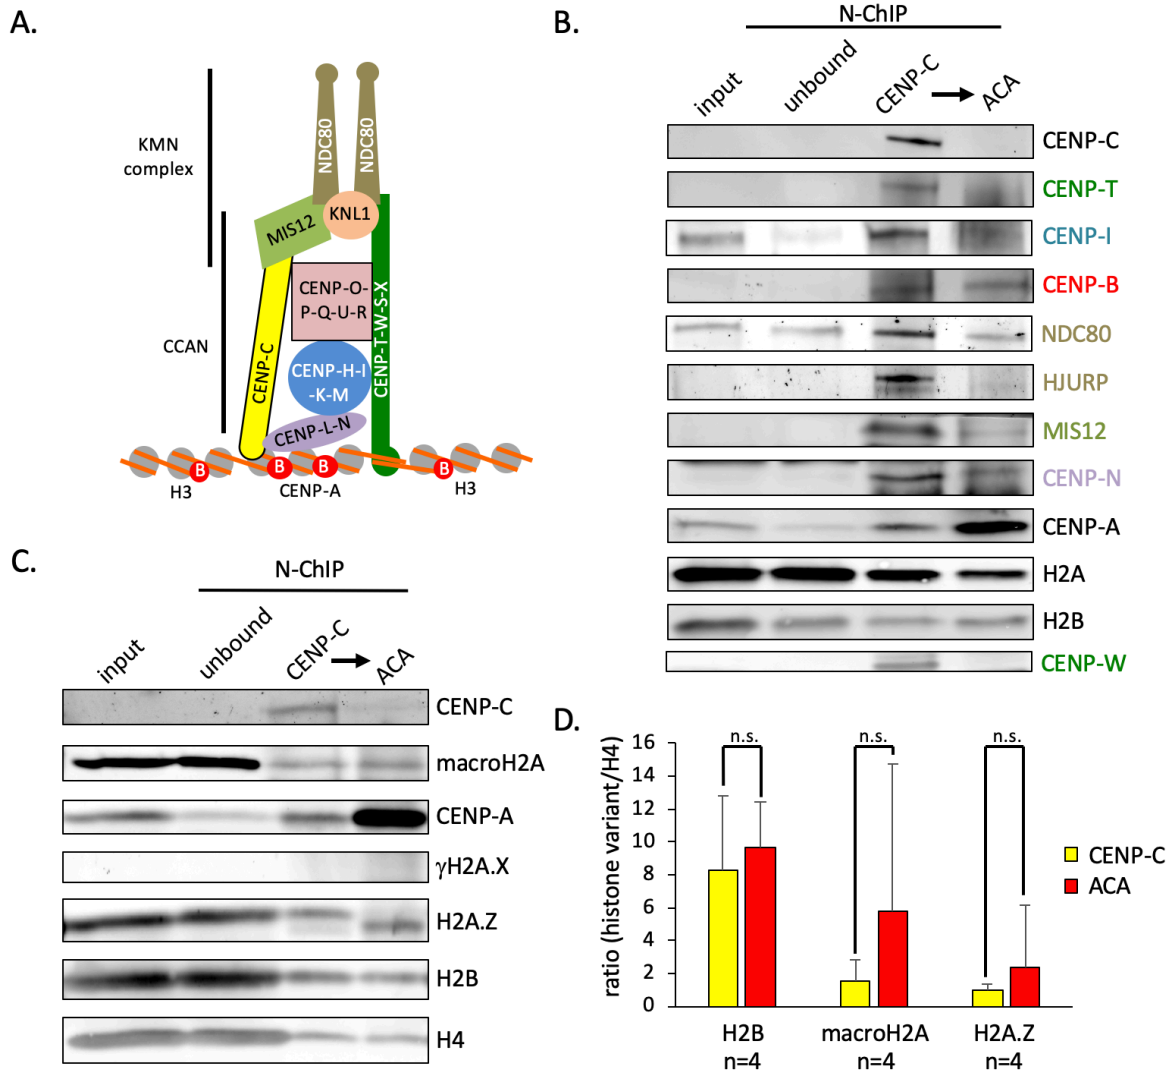 A.
KMN
complex
CCAN
NDC80
NDC80
MIS12
KNL1
CENP-O-
P-Q-U-R
CENP-C
CENP-T-W-S-X
CENP-H-I
-K-M
CENP-L-N
B
B
B
B
H3
CENP-A
H3
B.
N-ChIP
input
unbound
CENP-C
ACA
CENP-C
CENP-T
CENP-I
CENP-B
NDC80
HJURP
MIS12
CENP-N
CENP-A
H2A
H2B
CENP-W
C.
N-ChIP
input
unbound
CENP-C
ACA
CENP-C
macroH2A
CENP-A
γH2A.X
H2A.Z
H2B
H4
D.
ratio (histone variant/H4)
16
14
12
10
8
6
4
2
0
n.s.
n.s.
n.s.
CENP-C
ACA
H2B
n=4
macroH2A
n=4
H2A.Z
n=4